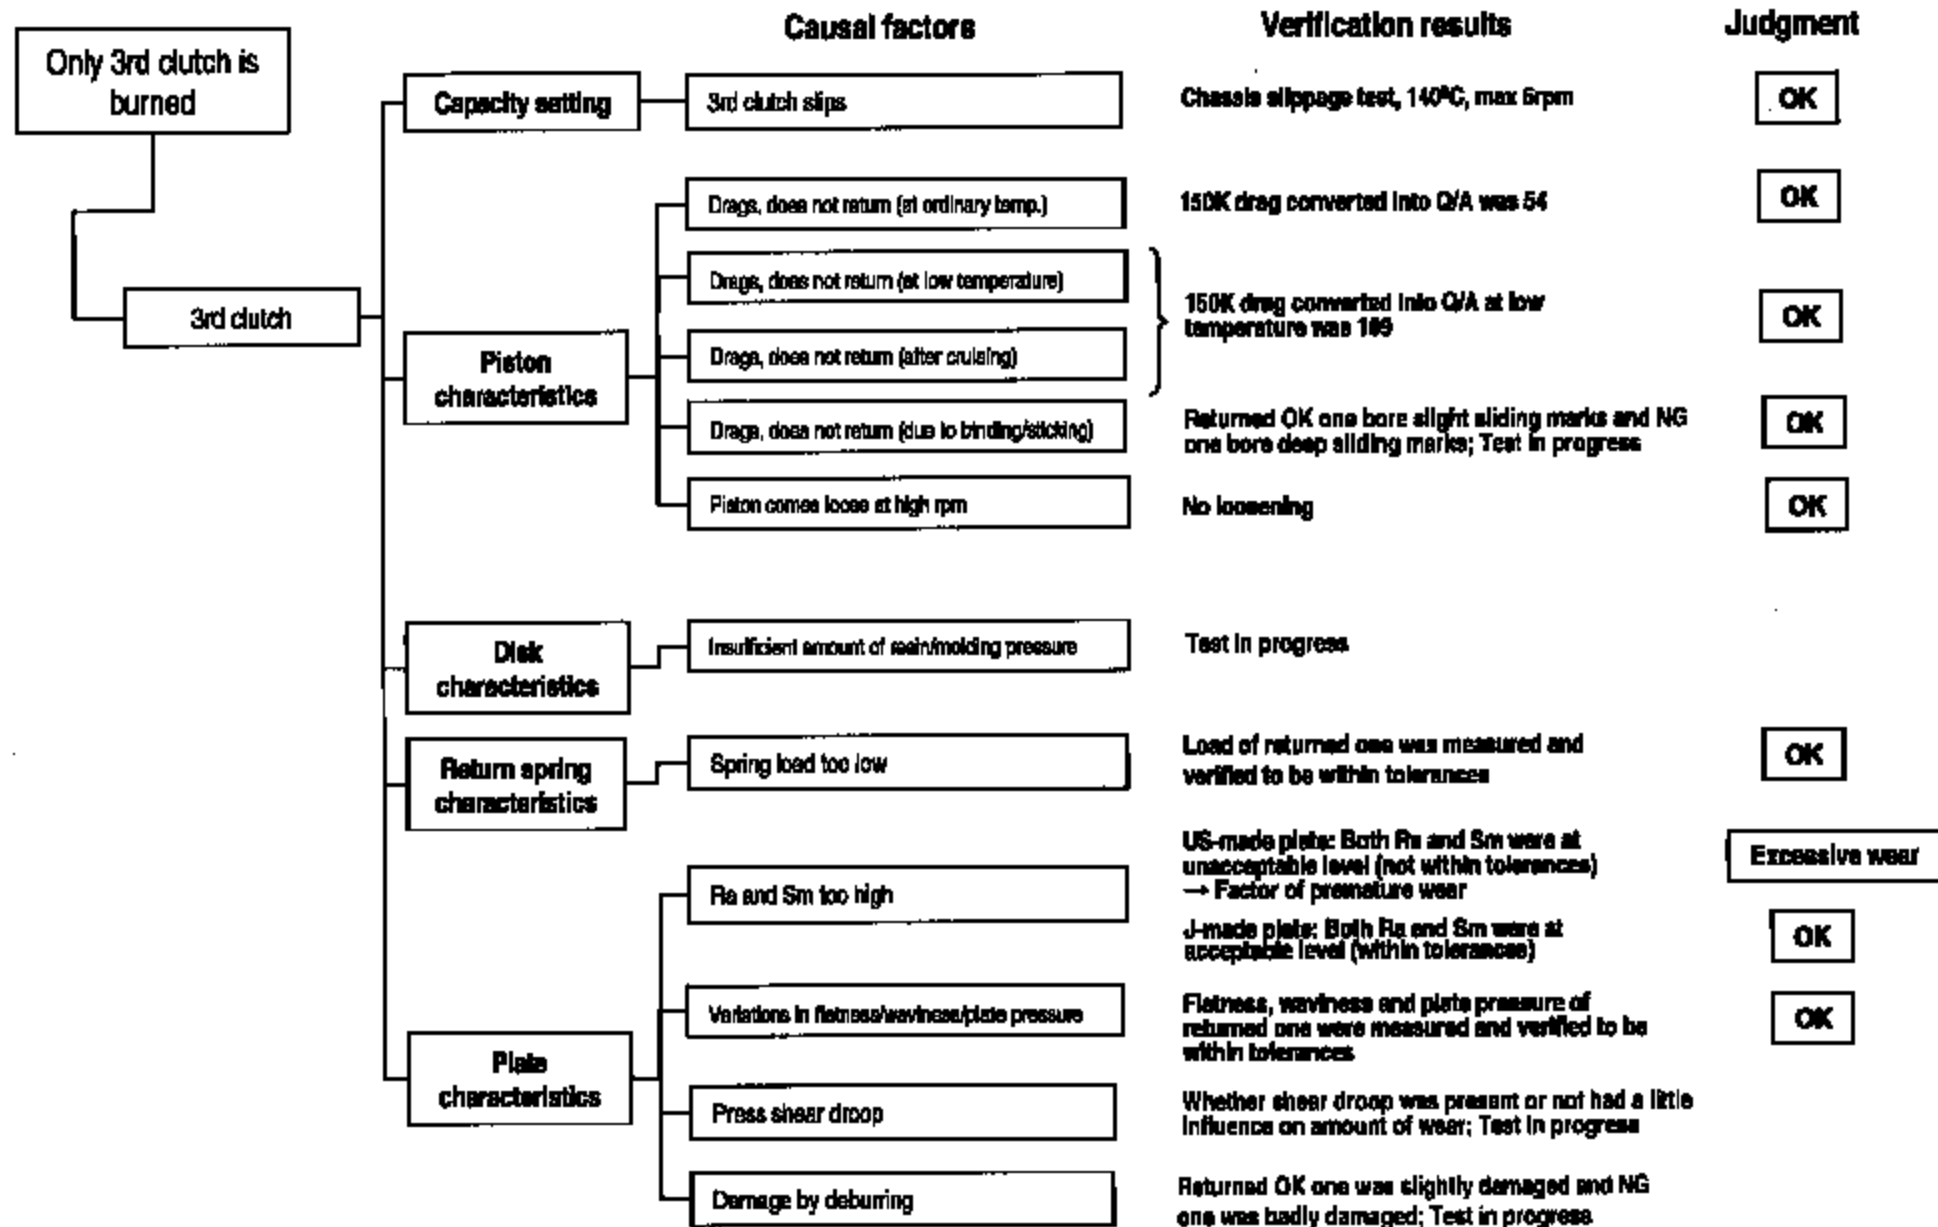 Causal factors
Verification results
Judgment
Only 3rd clutch is
burned
3rd clutch
Capacity setting
3rd clutch slips
Chassis slippage test, 140°C, max 6rpm
OK
Piston
characteristics
Drags, does not return (at ordinary temp.)
150K drag converted into Q/A was 54
OK
Drags, does not return (at low temperature)
Drags, does not return (after cruising)
150K drag converted into Q/A at low
temperature was 109
OK
Drags, does not return (due to binding/sticking)
Returned OK one bore slight sliding marks and NG
one bore deep sliding marks; Test in progress
OK
Piston comes loose at high rpm
No loosening
OK
Disk
characteristics
Insufficient amount of resin/molding pressure
Test in progress
Return spring
characteristics
Spring load too low
Load of returned one was measured and
verified to be within tolerances
OK
Plate
characteristics
Ra and Sm too high
US-made plate: Both Ra and Sm were at
unacceptable level (not within tolerances)
→ Factor of premature wear
Excessive wear
J-made plate: Both Ra and Sm were at
acceptable level (within tolerances)
OK
Variations in flatness/waviness/plate pressure
Flatness, waviness and plate pressure of
returned one were measured and verified to be
within tolerances
OK
Press shear droop
Whether shear droop was present or not had a little
influence on amount of wear; Test in progress
Damage by deburring
Returned OK one was slightly damaged and NG
one was badly damaged; Test in progress